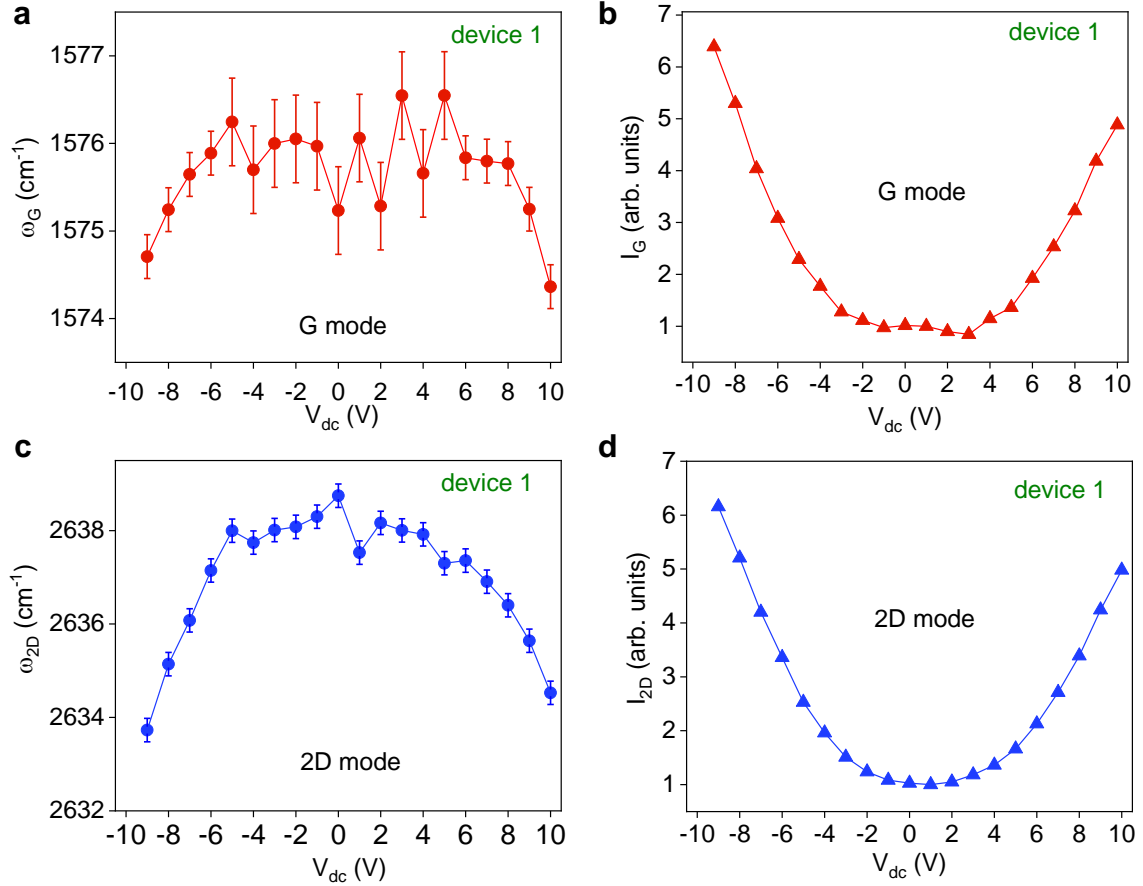 a
device 1
1577
1576
1575
1574
ω_G (cm⁻¹)
G mode
-10 -8 -6 -4 -2 0 2 4 6 8 10
V_dc (V)
b
device 1
7
6
5
4
3
2
1
I_G (arb. units)
G mode
-10 -8 -6 -4 -2 0 2 4 6 8 10
V_dc (V)
c
device 1
2638
2636
2634
2632
ω_2D (cm⁻¹)
2D mode
-10 -8 -6 -4 -2 0 2 4 6 8 10
V_dc (V)
d
device 1
7
6
5
4
3
2
1
I_2D (arb. units)
2D mode
-10 -8 -6 -4 -2 0 2 4 6 8 10
V_dc (V)